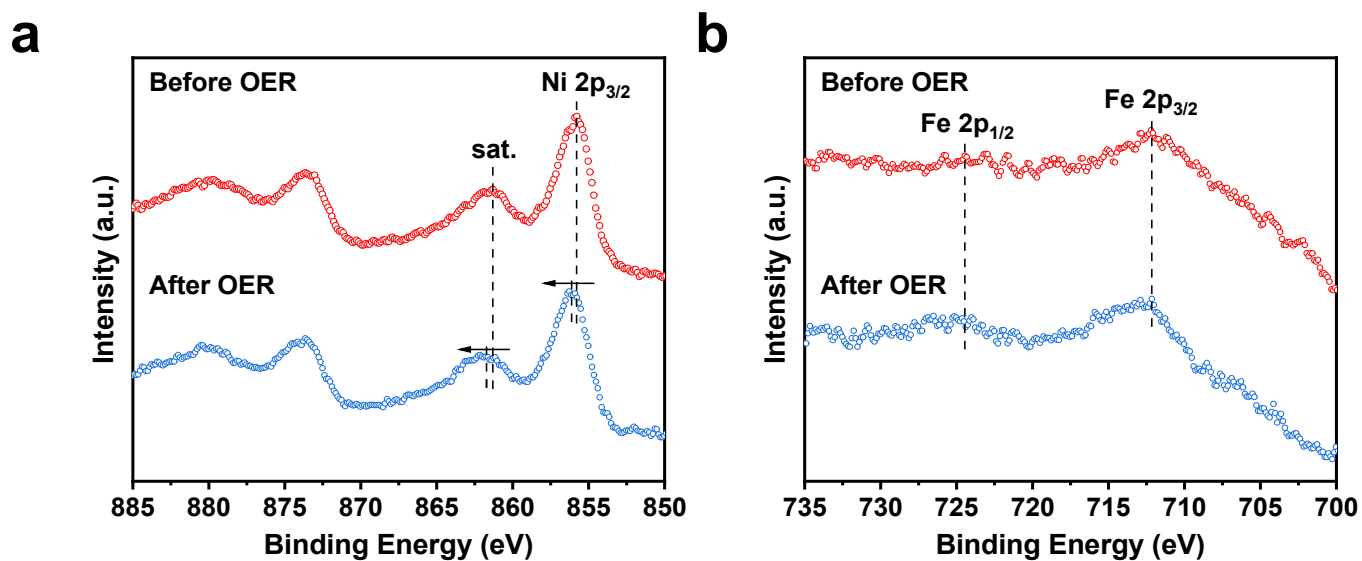 a
Before OER
Ni 2p3/2
sat.
After OER
Intensity (a.u.)
885 880 875 870 865 860 855 850
Binding Energy (eV)
b
Before OER
Fe 2p3/2
Fe 2p1/2
After OER
Intensity (a.u.)
735 730 725 720 715 710 705 700
Binding Energy (eV)